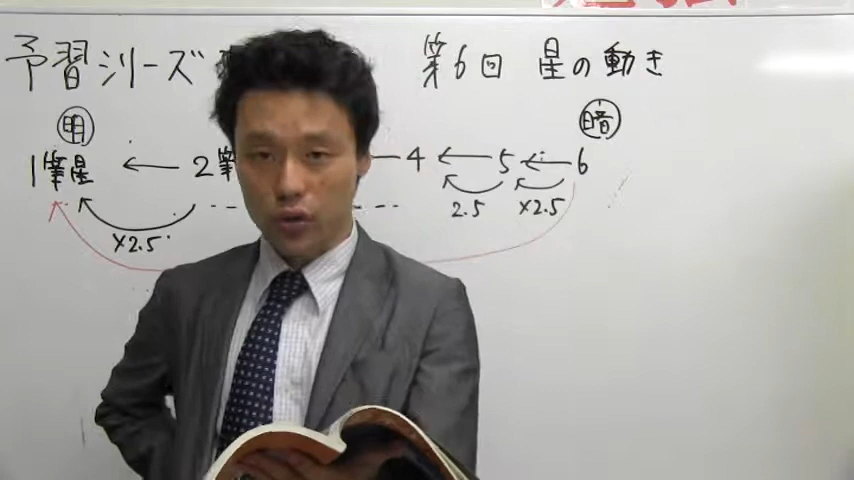 予習シリーズ 第6回 星の動き
明 暗
1等星 ← 2等 ← 4 ← 5 ← 6
×2.5 2.5 ×2.5